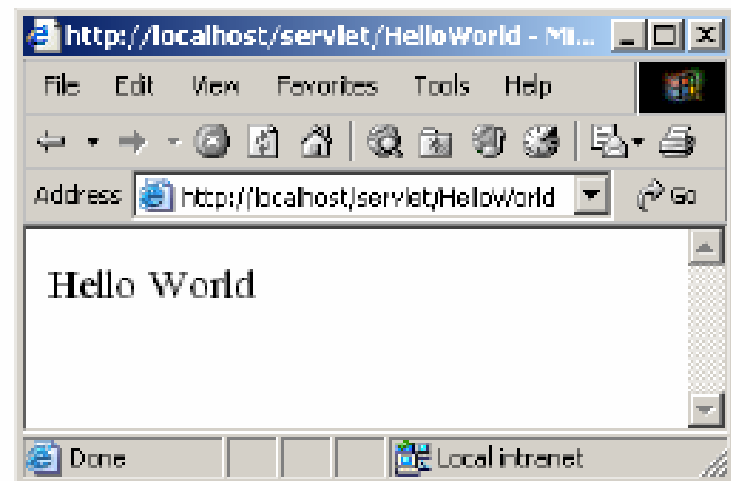 http://localhost/servlet/HelloWorld - Mi...
File Edit View Favorites Tools Help
Address http://localhost/servlet/HelloWorld Go
Hello World
Done Local intranet